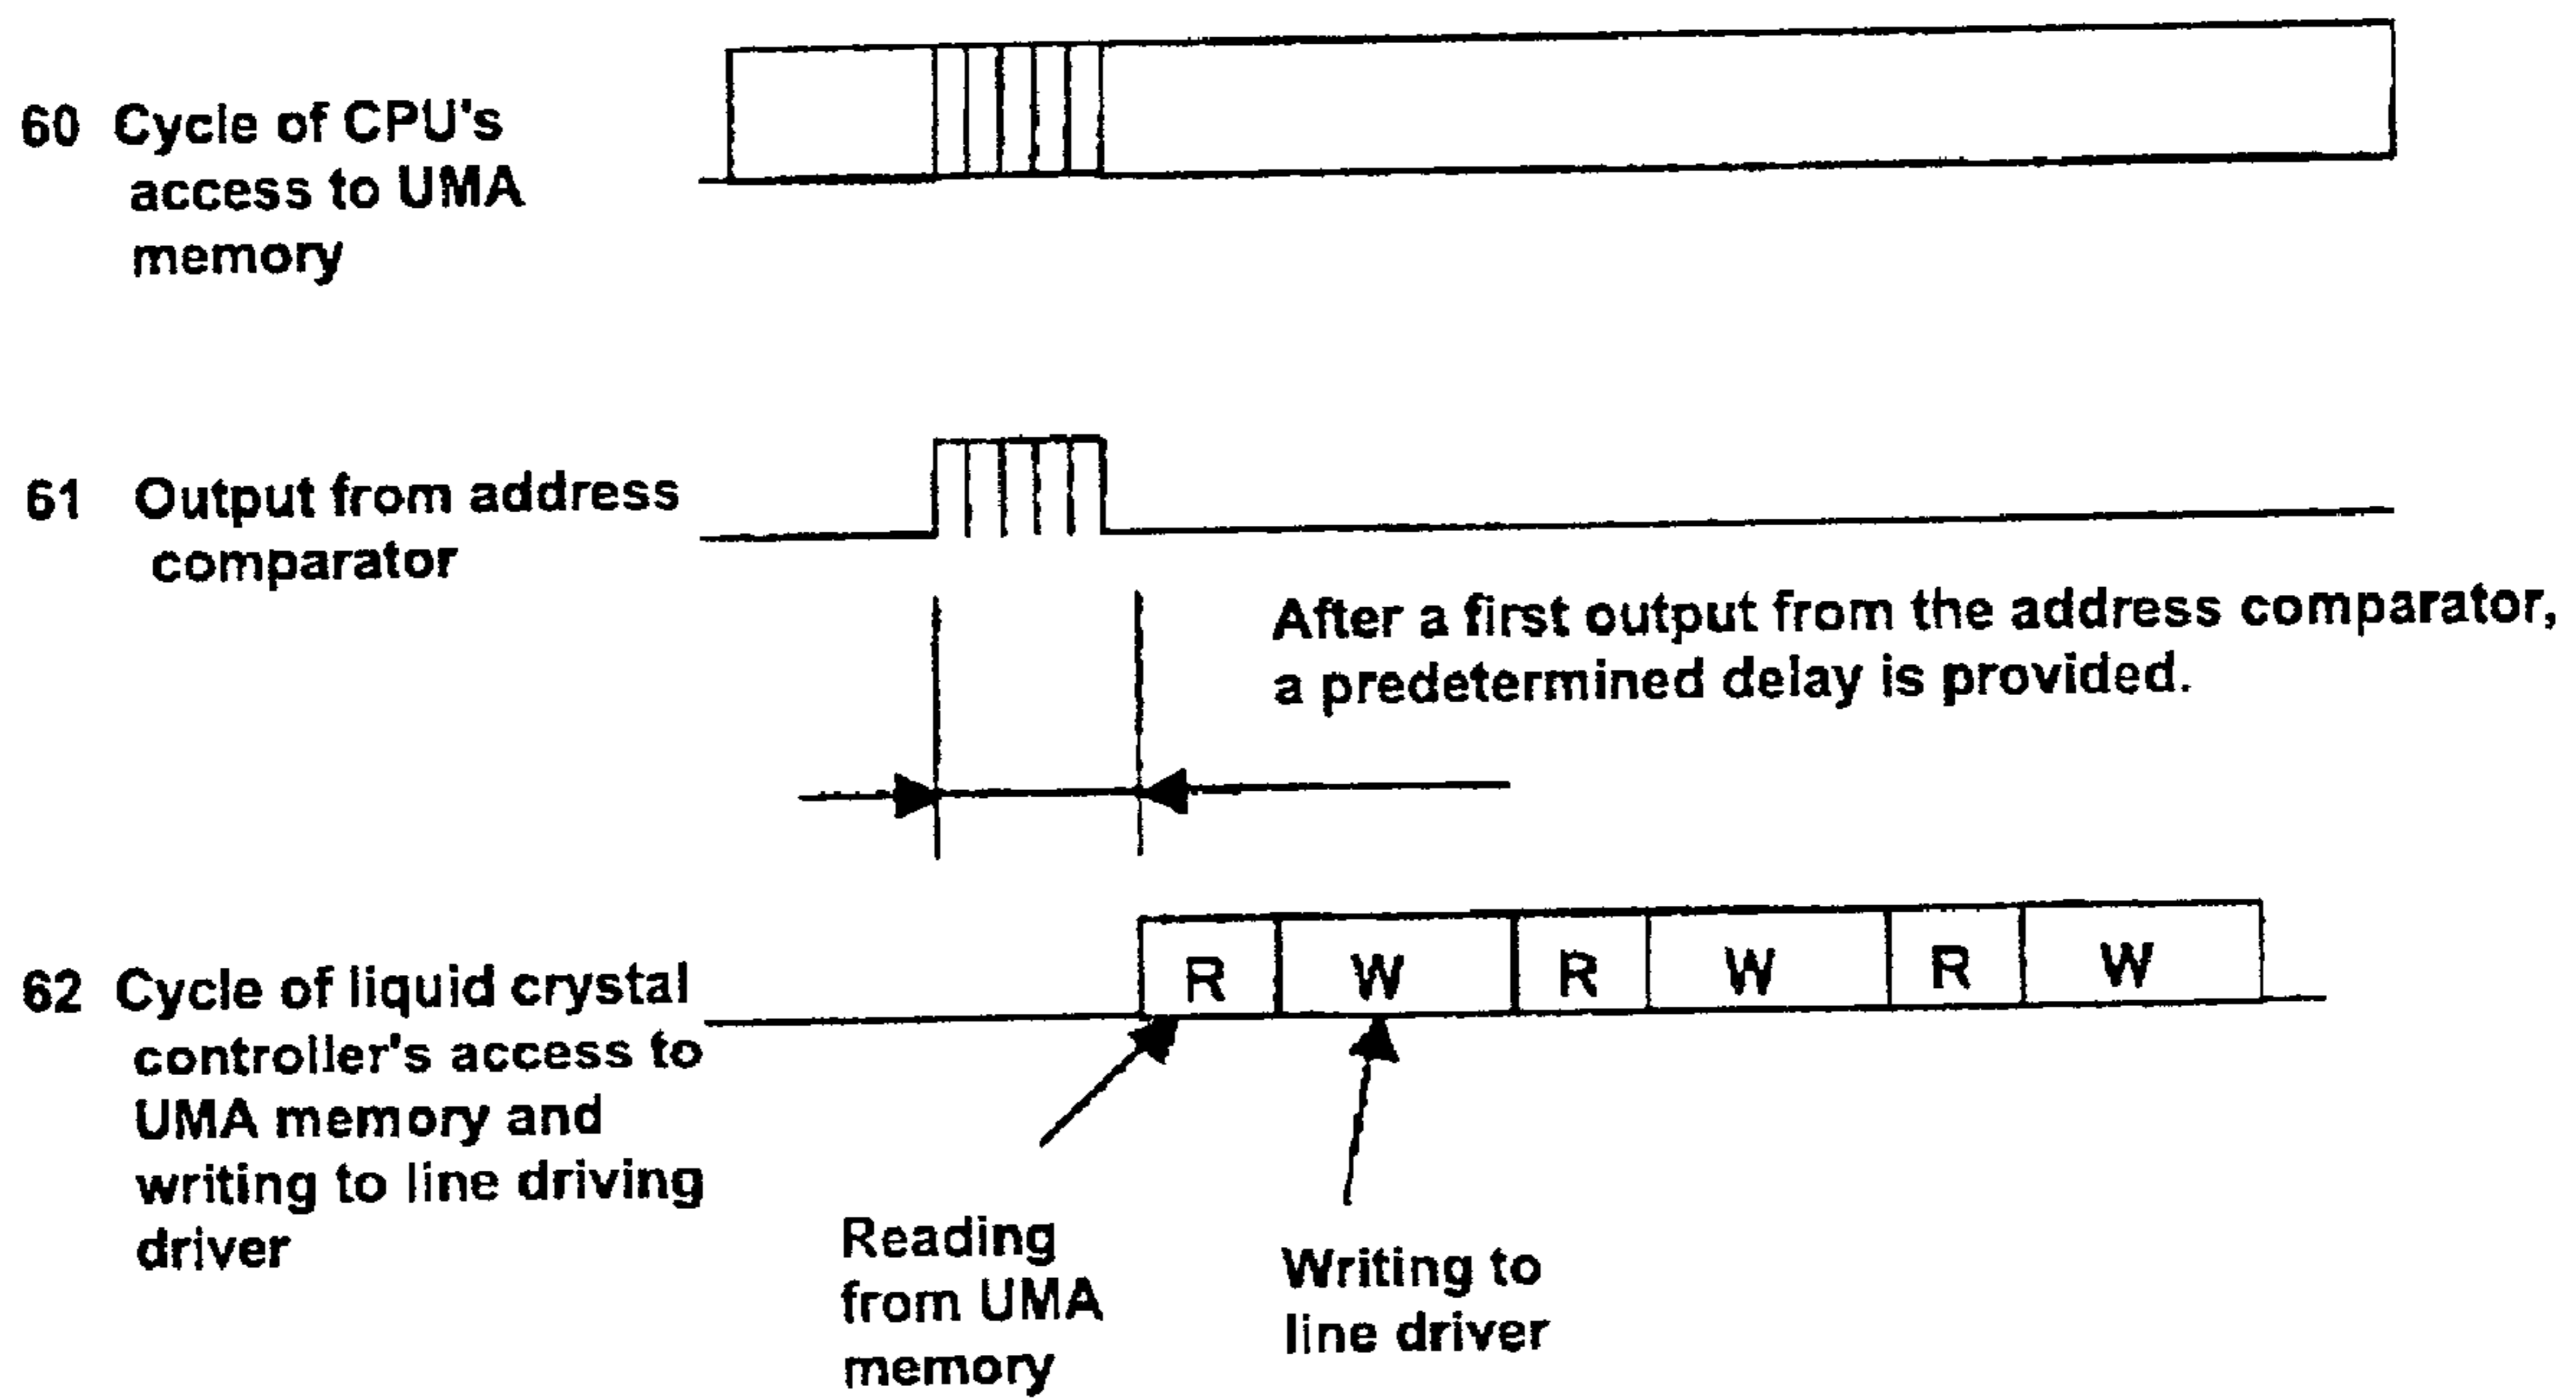 60 Cycle of CPU's
access to UMA
memory
61 Output from address
comparator
After a first output from the address comparator,
a predetermined delay is provided.
62 Cycle of liquid crystal
controller's access to
UMA memory and
writing to line driving
driver
R W R W R W
Reading
from UMA
memory
Writing to
line driver